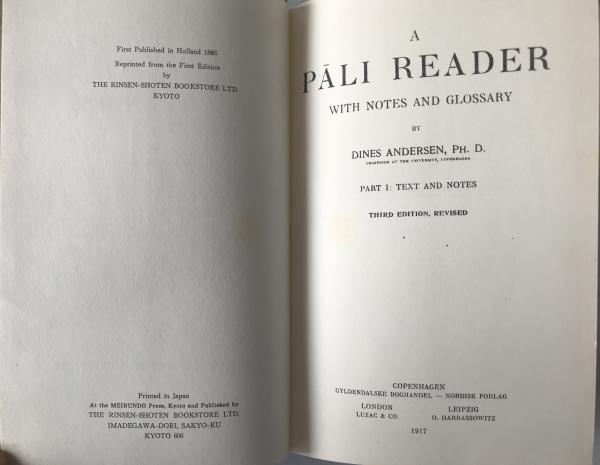 First Published in Holland 1886
Reprinted from the First Edition
by
THE RINSEN-SHOTEN BOOKSTORE LTD.
KYOTO
Printed in Japan
At the MEIBUNDO Press, Kyoto and Published by
THE RINSEN-SHOTEN BOOKSTORE LTD.
IMADEGAWA-DORI, SAKYO-KU
KYOTO 606
A
PĀLI READER
WITH NOTES AND GLOSSARY
BY
DINES ANDERSEN, PH. D.
PROFESSOR AT THE UNIVERSITY, COPENHAGEN
PART I: TEXT AND NOTES
THIRD EDITION, REVISED
COPENHAGEN
GYLDENDALSKE BOGHANDEL — NORDISK FORLAG
LONDON LEIPZIG
LUZAC & CO. O. HARRASSOWITZ
1917